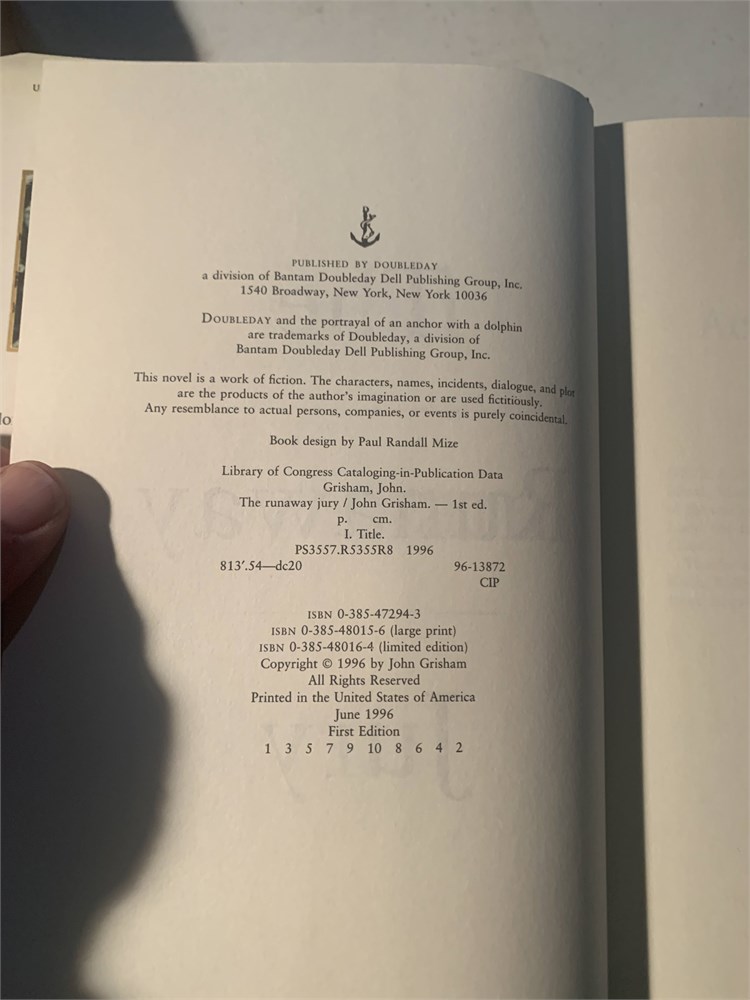 U
PUBLISHED BY DOUBLEDAY
a division of Bantam Doubleday Dell Publishing Group, Inc.
1540 Broadway, New York, New York 10036
DOUBLEDAY and the portrayal of an anchor with a dolphin
are trademarks of Doubleday, a division of
Bantam Doubleday Dell Publishing Group, Inc.
This novel is a work of fiction. The characters, names, incidents, dialogue, and plot
are the products of the author's imagination or are used fictitiously.
Any resemblance to actual persons, companies, or events is purely coincidental.
lo
Book design by Paul Randall Mize
Library of Congress Cataloging-in-Publication Data
Grisham, John.
The runaway jury / John Grisham. — 1st ed.
p. cm.
I. Title.
PS3557.R5355R8 1996
813'.54—dc20 96-13872
CIP
ISBN 0-385-47294-3
ISBN 0-385-48015-6 (large print)
ISBN 0-385-48016-4 (limited edition)
Copyright © 1996 by John Grisham
All Rights Reserved
Printed in the United States of America
June 1996
First Edition
1 3 5 7 9 10 8 6 4 2